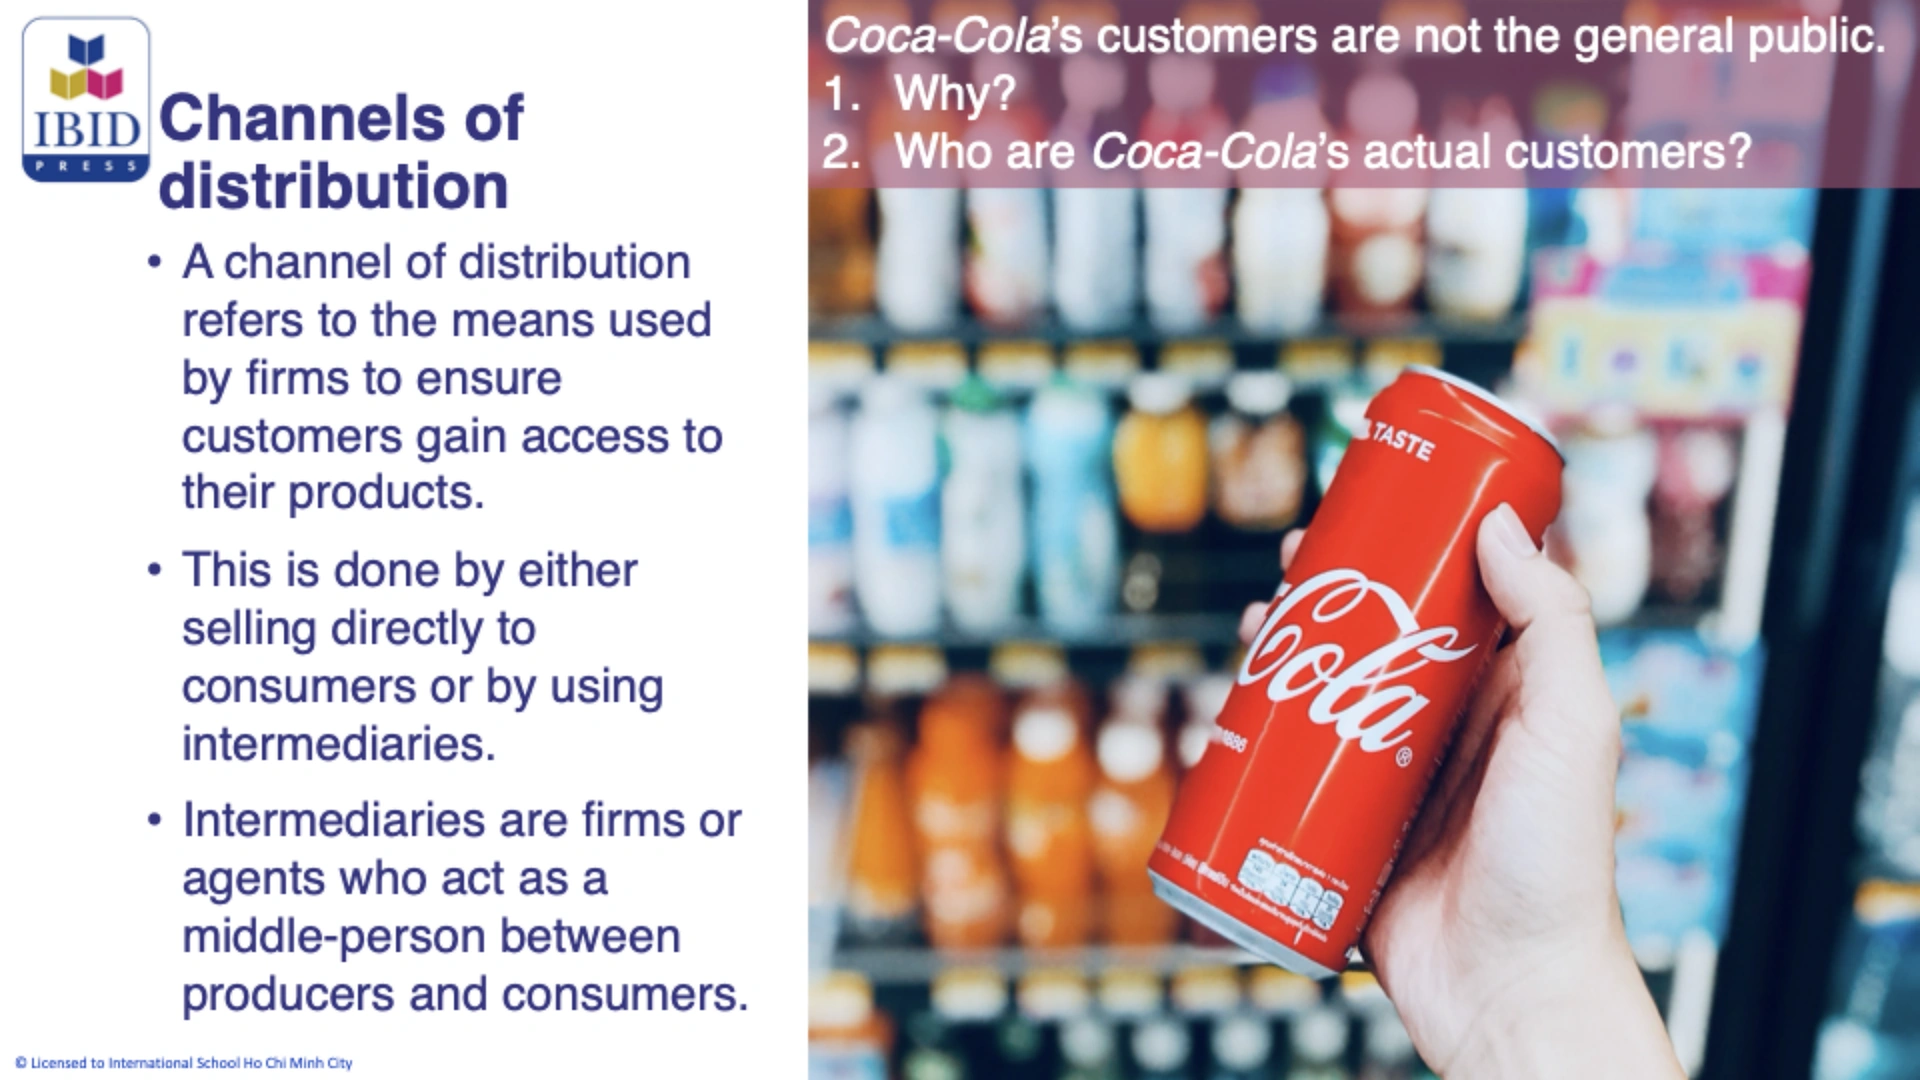 IBID
PRESS
Channels of
distribution
• A channel of distribution
refers to the means used
by firms to ensure
customers gain access to
their products.
• This is done by either
selling directly to
consumers or by using
intermediaries.
• Intermediaries are firms or
agents who act as a
middle-person between
producers and consumers.
© Licensed to International School Ho Chi Minh City
Coca-Cola’s customers are not the general public.
1. Why?
2. Who are Coca-Cola’s actual customers?
TASTE
Cola®